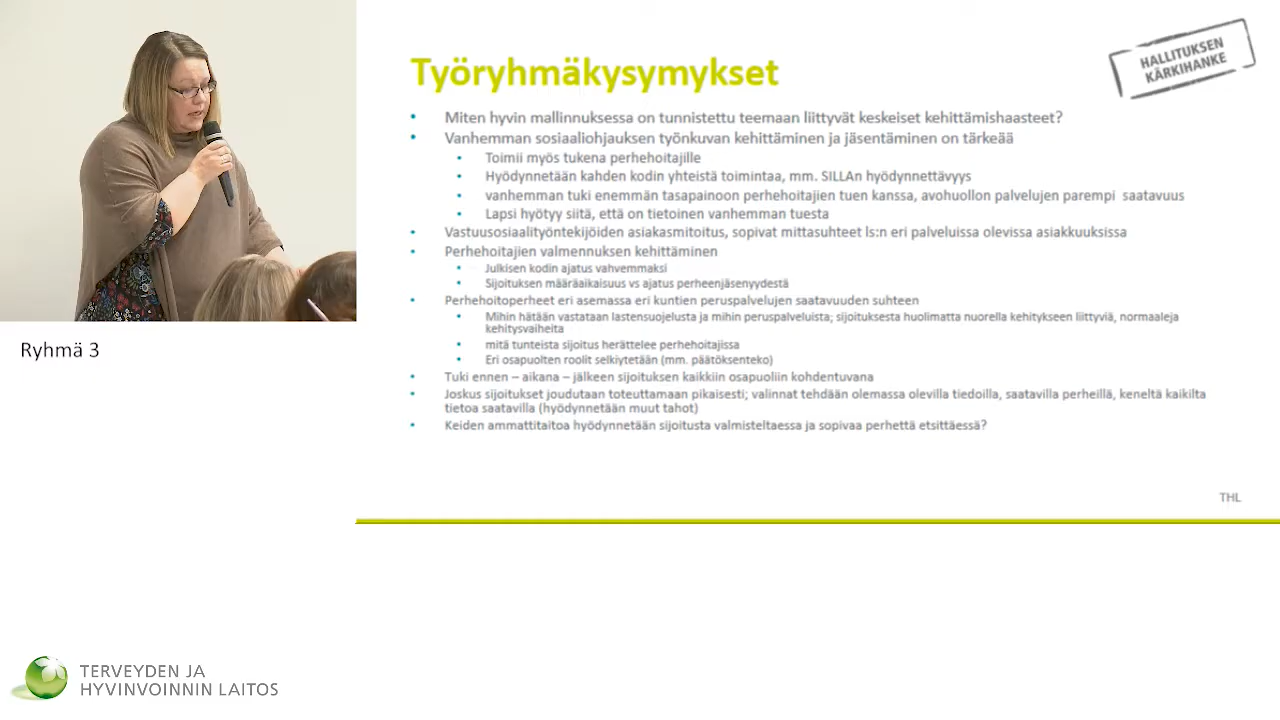 Työryhmäkysymykset
HALLITUKSEN
KÄRKIHANKE
Miten hyvin mallinnuksessa on tunnistettu teemaan liittyvät keskeiset kehittämishaasteet?
Vanhemman sosiaaliohjauksen työnkuvan kehittäminen ja jäsentäminen on tärkeää
Toimii myös tukena perhehoitajille
Hyödynnetään kahden kodin yhteistä toimintaa, mm. SILLAn hyödynnettävyys
vanhemman tuki enemmän tasapainoon perhehoitajien tuen kanssa, avohuollon palvelujen parempi saatavuus
Lapsi hyötyy siitä, että on tietoinen vanhemman tuesta
Vastuusosiaalityöntekijöiden asiakasmitoitus, sopivat mittasuhteet ls:n eri palveluissa olevissa asiakkuuksissa
Perhehoitajien valmennuksen kehittäminen
Julkisen kodin ajatus vahvemmaksi
Sijoituksen määräaikaisuus vs ajatus perheenjäsenyydestä
Perhehoitoperheet eri asemassa eri kuntien peruspalvelujen saatavuuden suhteen
Mihin hätään vastataan lastensuojelusta ja mihin peruspalveluista; sijoituksesta huolimatta nuorella kehitykseen liittyviä, normaaleja
kehitysvaiheita
mitä tunteista sijoitus herättelee perhehoitajissa
Eri osapuolten roolit selkiytetään (mm. päätöksenteko)
Tuki ennen – aikana – jälkeen sijoituksen kaikkiin osapuoliin kohdentuvana
Joskus sijoitukset joudutaan toteuttamaan pikaisesti; valinnat tehdään olemassa olevilla tiedoilla, saatavilla perheillä, keneltä kaikilta
tietoa saatavilla (hyödynnetään muut tahot)
Keiden ammattitaitoa hyödynnetään sijoitusta valmisteltaessa ja sopivaa perhettä etsittäessä?
THL
Ryhmä 3
TERVEYDEN JA
HYVINVOINNIN LAITOS